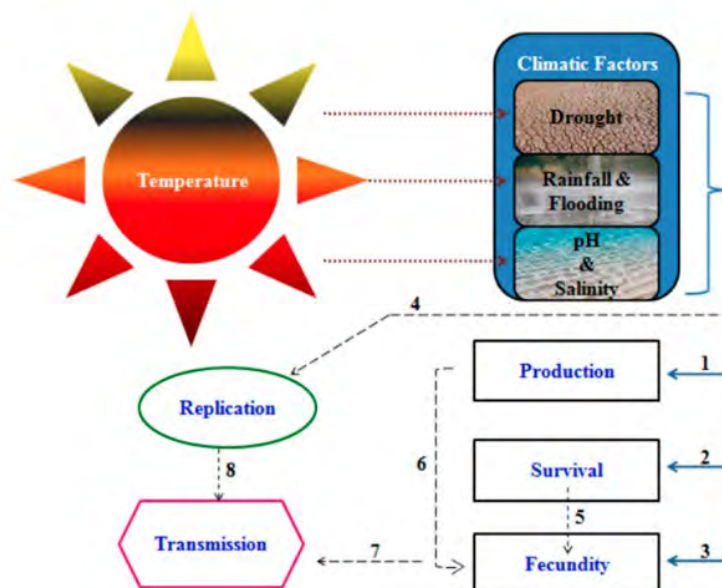 Climatic Factors
Drought
Temperature
Rainfall &
Flooding
pH
&
Salinity
4
Production
1
Replication
6
Survival
2
8
5
Transmission
7
Fecundity
3